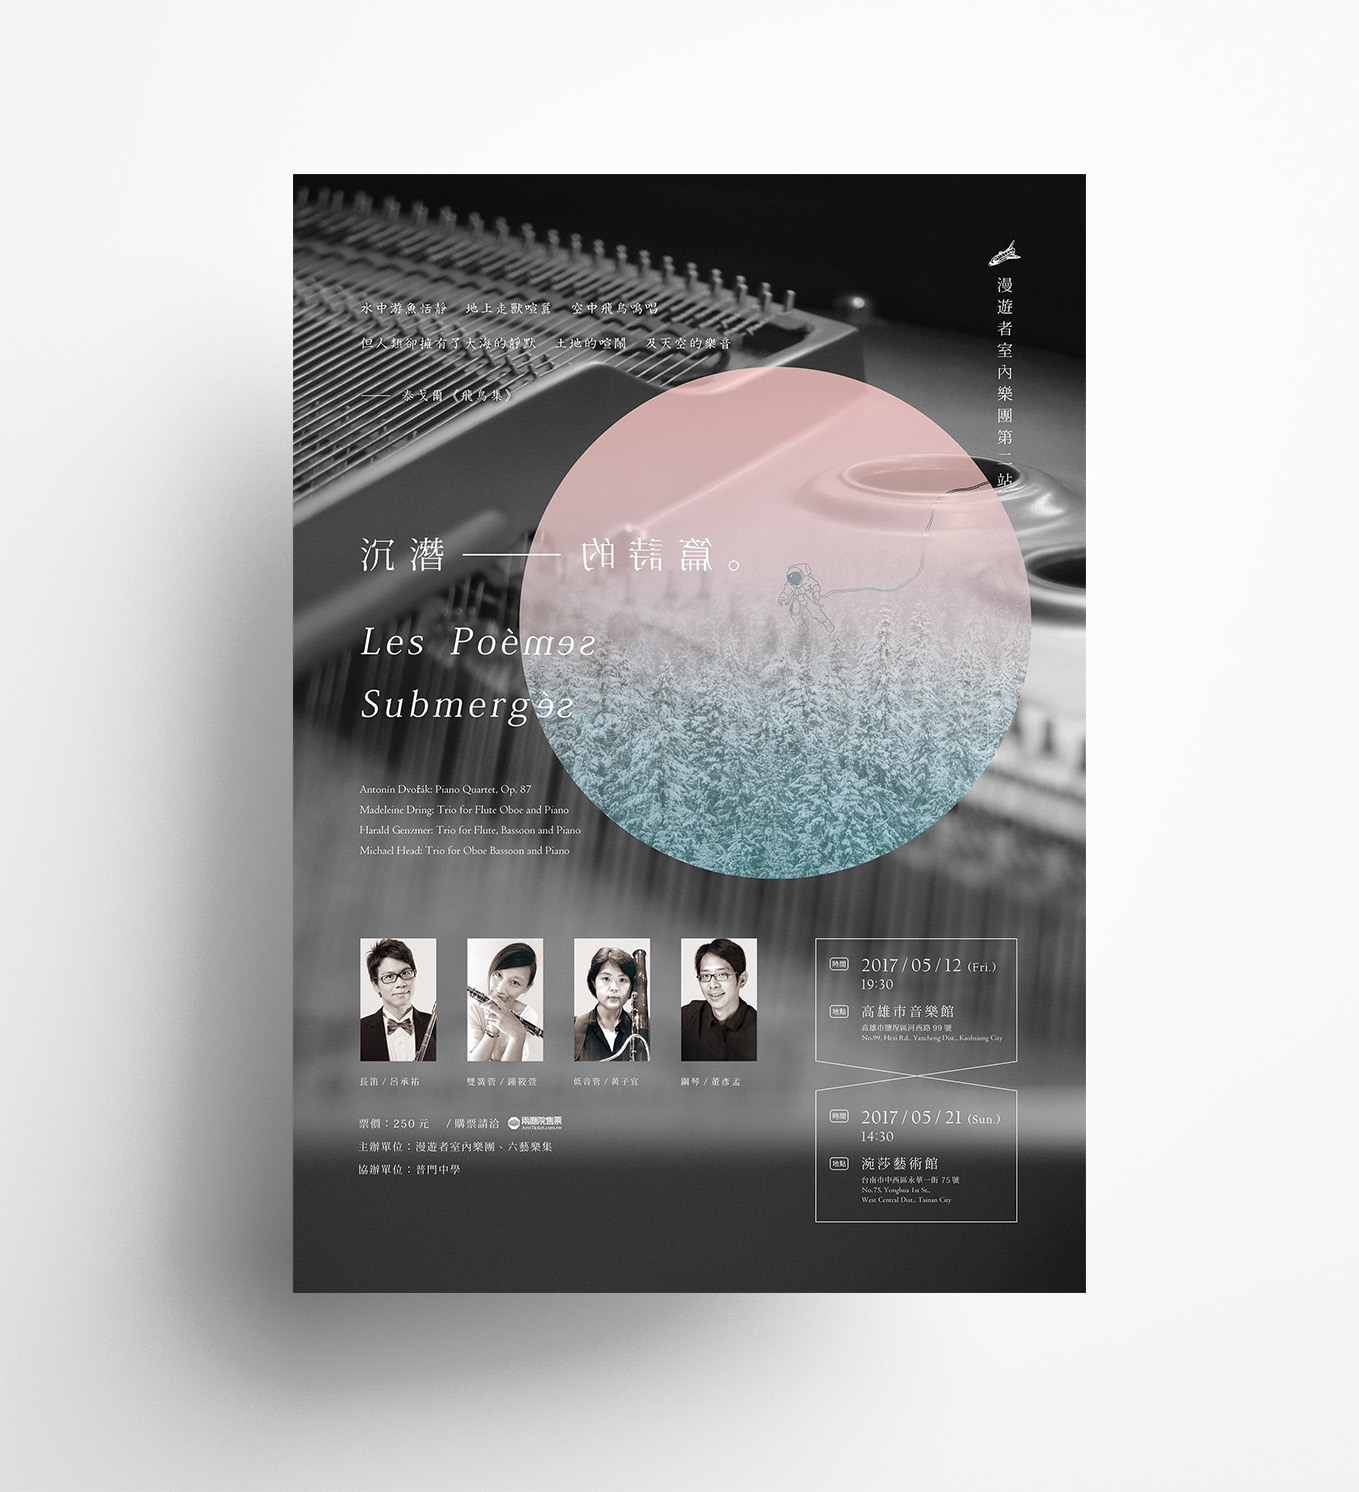 漫遊者室內樂團第二站
水中游魚恬靜　地上走獸喧囂　空中飛鳥鳴唱
但人類卻擁有了大海的靜默　土地的喧鬧　及天空的樂音
—— 泰戈爾《飛鳥集》
沉潛——的詩篇。
Les Poèmes
Submergès
Antonín Dvořák: Piano Quartet, Op. 87
Madeleine Dring: Trio for Flute Oboe and Piano
Harald Genzmer: Trio for Flute, Bassoon and Piano
Michael Head: Trio for Oboe Bassoon and Piano
長笛 / 呂承祐
雙簧管 / 鍾筱萱
低音管 / 黃子宜
鋼琴 / 董彥孟
票價：250 元　/ 購票請洽 兩廳院售票
ArtsTicket.com.tw
主辦單位：漫遊者室內樂團、六藝樂集
協辦單位：普門中學
時間 2017 / 05 / 12 (Fri.)
19:30
地點 高雄市音樂館
高雄市鹽埕區河西路 99 號
No.99, Hexi Rd., Yancheng Dist., Kaohsiung City
時間 2017 / 05 / 21 (Sun.)
14:30
地點 涴莎藝術館
台南市中西區永華一街 75 號
No.75, Yonghua 1st St.,
West Central Dist., Tainan City